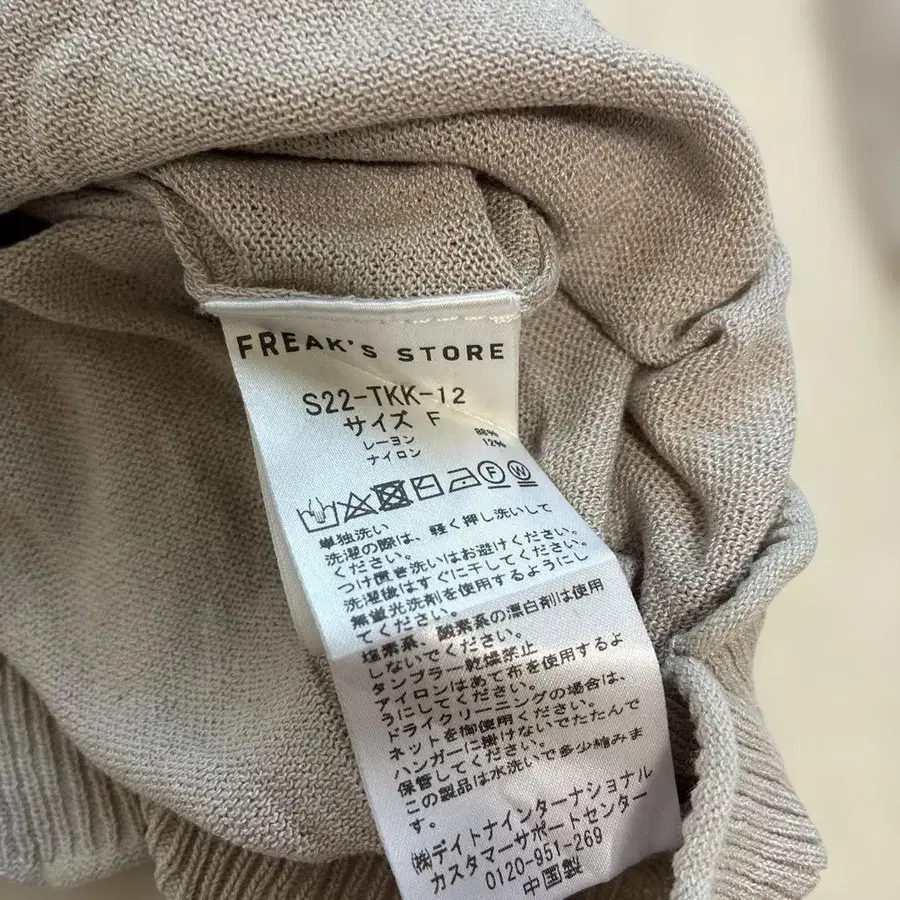 FREAK'S STORE
S22-TKK-12
サイズ F
レーヨン 88%
ナイロン 12%
F W
単独洗い
洗濯の際は、軽く押し洗いして
ください。
つけ置き洗いはお避けください。
洗濯後はすぐに干してください。
無蛍光洗剤を使用するようにし
てください。
塩素系、酸素系の漂白剤は使用
しないでください。
タンブラー乾燥禁止
アイロンはあて布を使用するよ
うにしてください。
ドライクリーニングの場合は、
ネットを御使用ください。
ハンガーに掛けないでたたんで
保管してください。
この製品は水洗いで多少縮みま
す。
㈱デイトナインターナショナル
カスタマーサポートセンター
0120-951-269
中国製